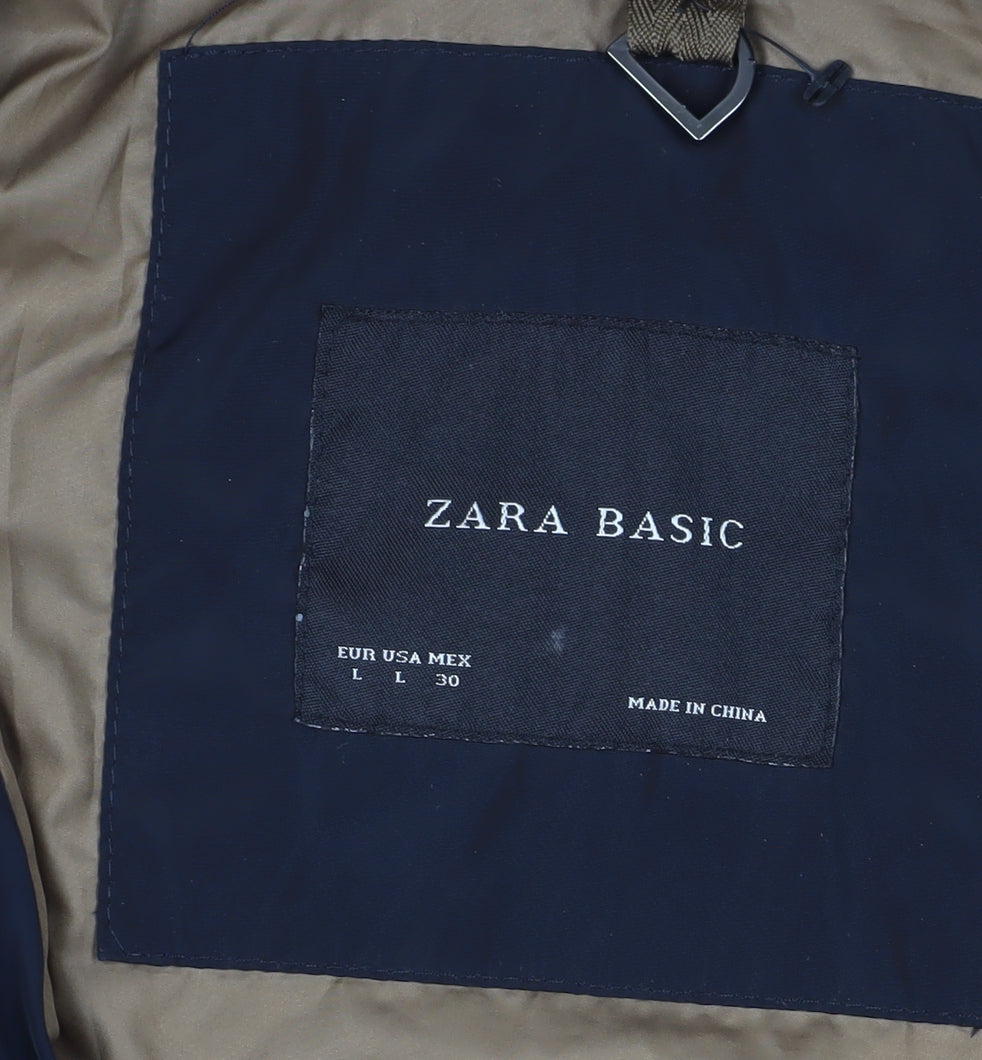 ZARA BASIC
EUR USA MEX
L L 30
MADE IN CHINA